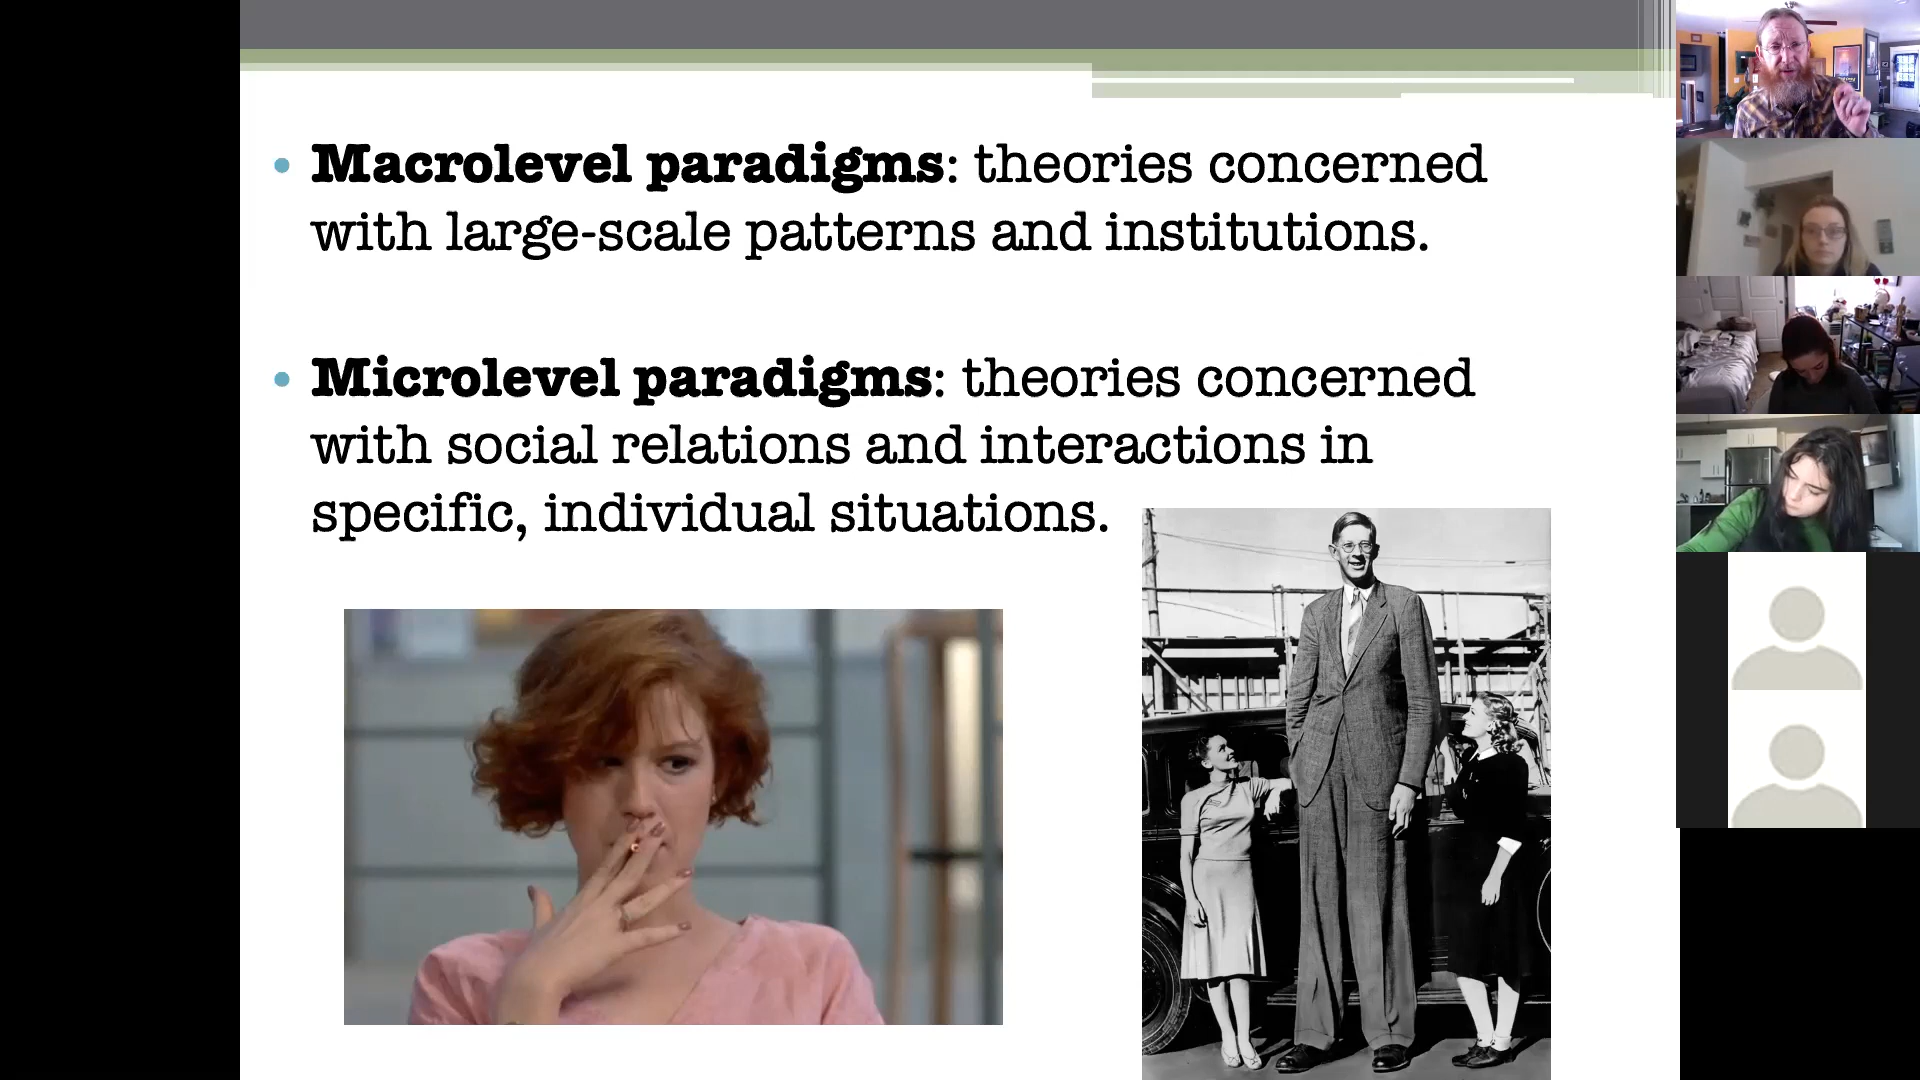 • Macrolevel paradigms: theories concerned
with large-scale patterns and institutions.
• Microlevel paradigms: theories concerned
with social relations and interactions in
specific, individual situations.